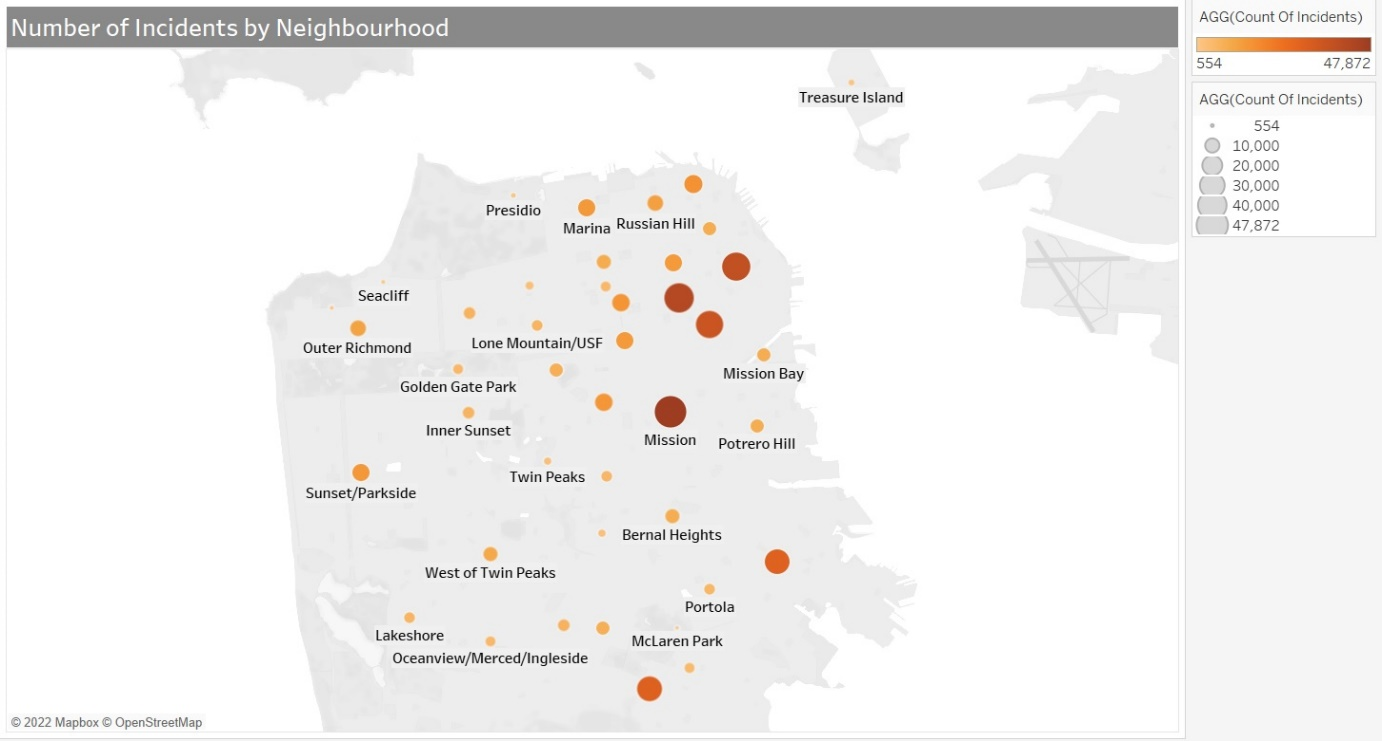 Number of Incidents by Neighbourhood
AGG(Count Of Incidents)
554
47,872
AGG(Count Of Incidents)
554
10,000
20,000
30,000
40,000
47,872
Treasure Island
Presidio
Marina
Russian Hill
Seacliff
Outer Richmond
Lone Mountain/USF
Mission Bay
Golden Gate Park
Inner Sunset
Mission
Potrero Hill
Twin Peaks
Sunset/Parkside
Bernal Heights
West of Twin Peaks
Portola
Lakeshore
McLaren Park
Oceanview/Merced/Ingleside
© 2022 Mapbox © OpenStreetMap